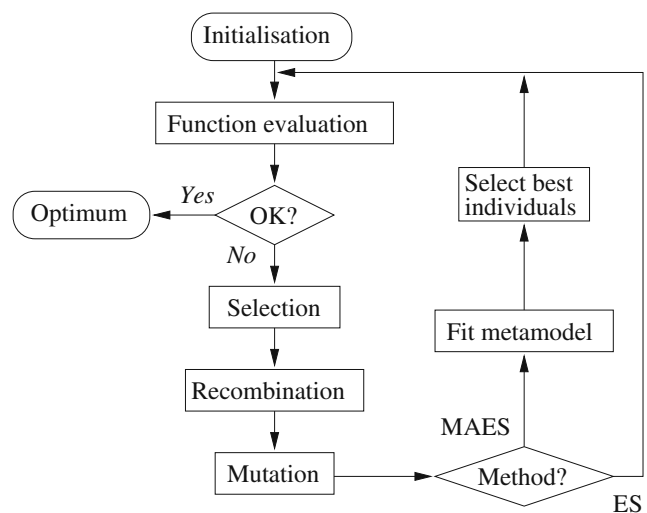 Initialisation
Function evaluation
Yes
OK?
Optimum
No
Selection
Recombination
Mutation
Method?
MAES
ES
Fit metamodel
Select best
individuals